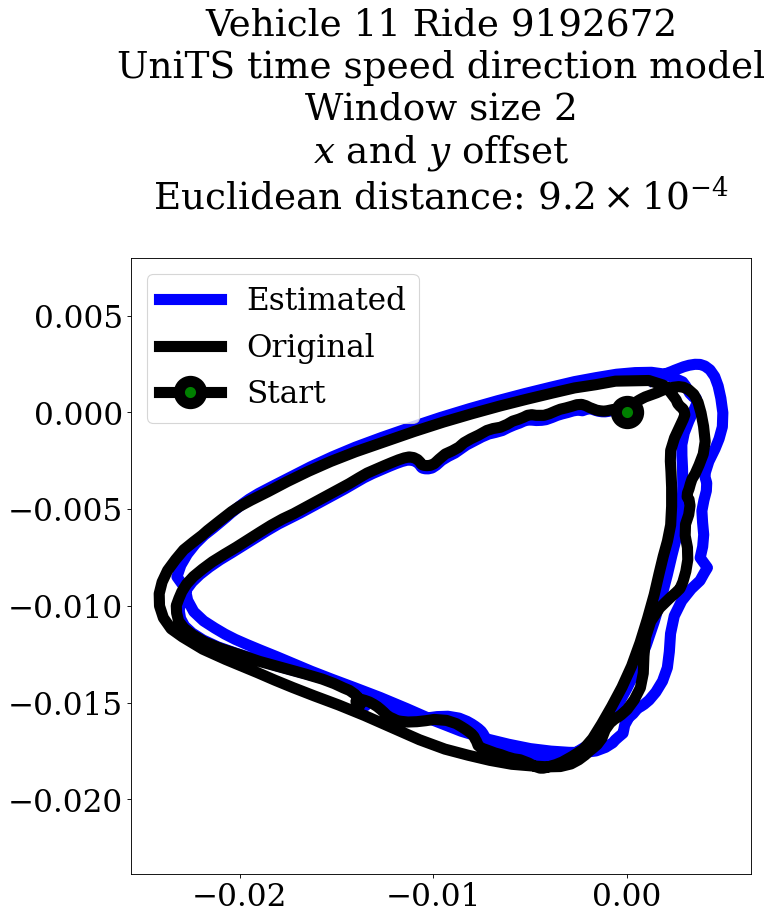 Vehicle 11 Ride 9192672
UniTS time speed direction model
Window size 2
x and y offset
Euclidean distance: 9.2 × 10⁻⁴
Estimated
Original
Start
0.005
0.000
−0.005
−0.010
−0.015
−0.020
−0.02
−0.01
0.00